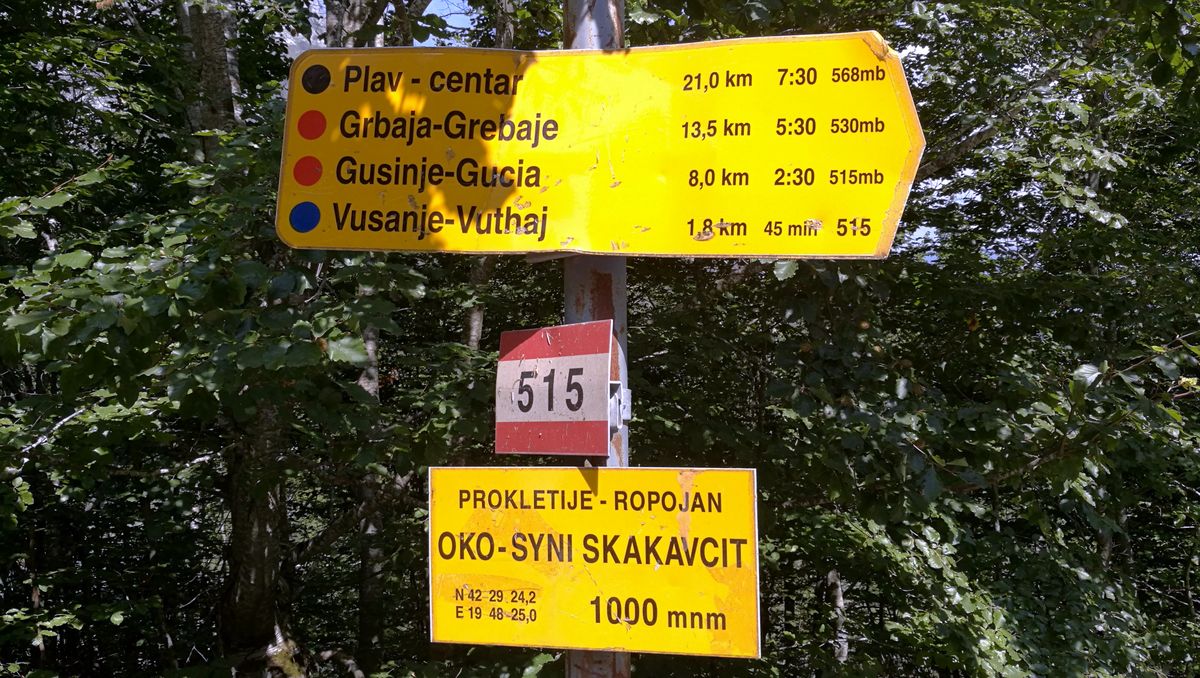 Plav - centar 21,0 km 7:30 568mb
Grbaja-Grebaje 13,5 km 5:30 530mb
Gusinje-Gucia 8,0 km 2:30 515mb
Vusanje-Vuthaj 1,8 km 45 min 515
515
PROKLETIJE - ROPOJAN
OKO-SYNI SKAKAVCIT
N 42 29 24,2
E 19 48 25,0
1000 mnm